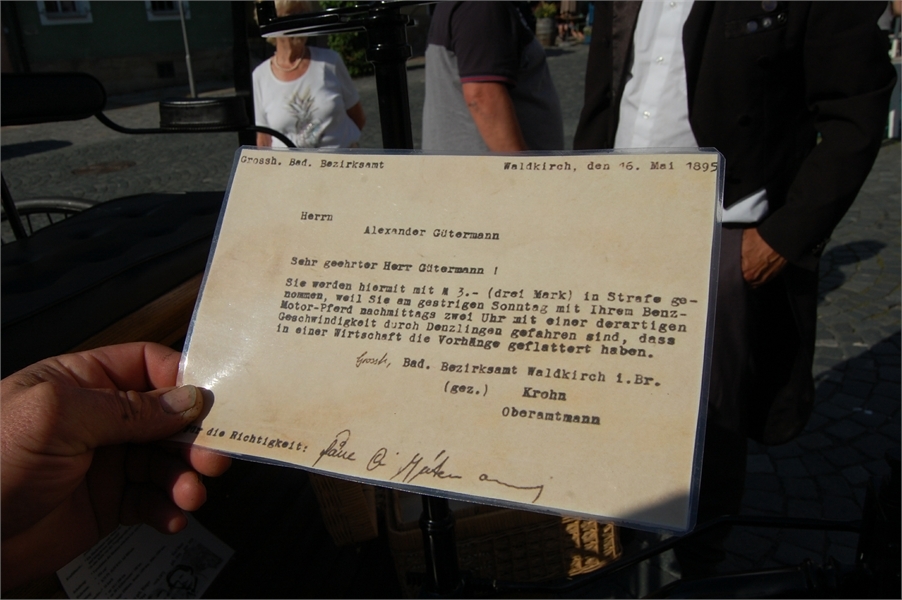 Grossh. Bad. Bezirksamt
Waldkirch, den 16. Mai 1895
Herrn
Alexander Gütermann
Sehr geehrter Herr Gütermann !
Sie werden hiermit mit M 3.- (drei Mark) in Strafe ge-
nommen, weil Sie am gestrigen Sonntag mit Ihrem Benz-
Motor-Pferd nachmittags zwei Uhr mit einer derartigen
Geschwindigkeit durch Denzlingen gefahren sind, dass
in einer Wirtschaft die Vorhänge geflattert haben.
Grossh. Bad. Bezirksamt Waldkirch i.Br.
(gez.) Krohn
Oberamtmann
die Richtigkeit: